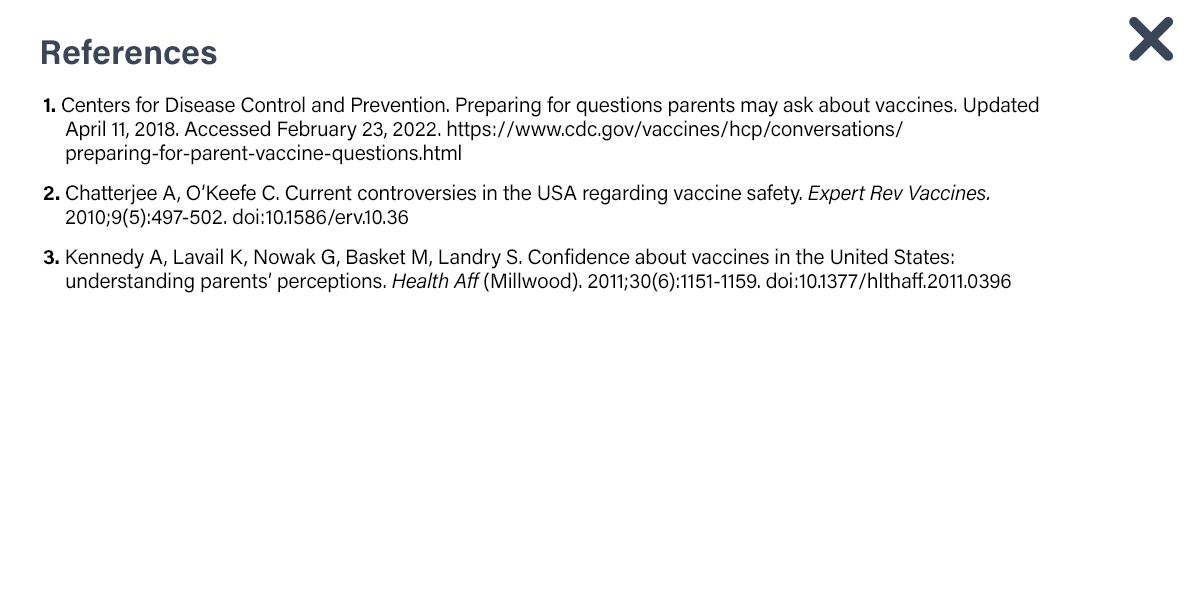 References
1. Centers for Disease Control and Prevention. Preparing for questions parents may ask about vaccines. Updated
April 11, 2018. Accessed February 23, 2022. https://www.cdc.gov/vaccines/hcp/conversations/
preparing-for-parent-vaccine-questions.html
2. Chatterjee A, O’Keefe C. Current controversies in the USA regarding vaccine safety. Expert Rev Vaccines.
2010;9(5):497-502. doi:10.1586/erv.10.36
3. Kennedy A, Lavail K, Nowak G, Basket M, Landry S. Confidence about vaccines in the United States:
understanding parents’ perceptions. Health Aff (Millwood). 2011;30(6):1151-1159. doi:10.1377/hlthaff.2011.0396